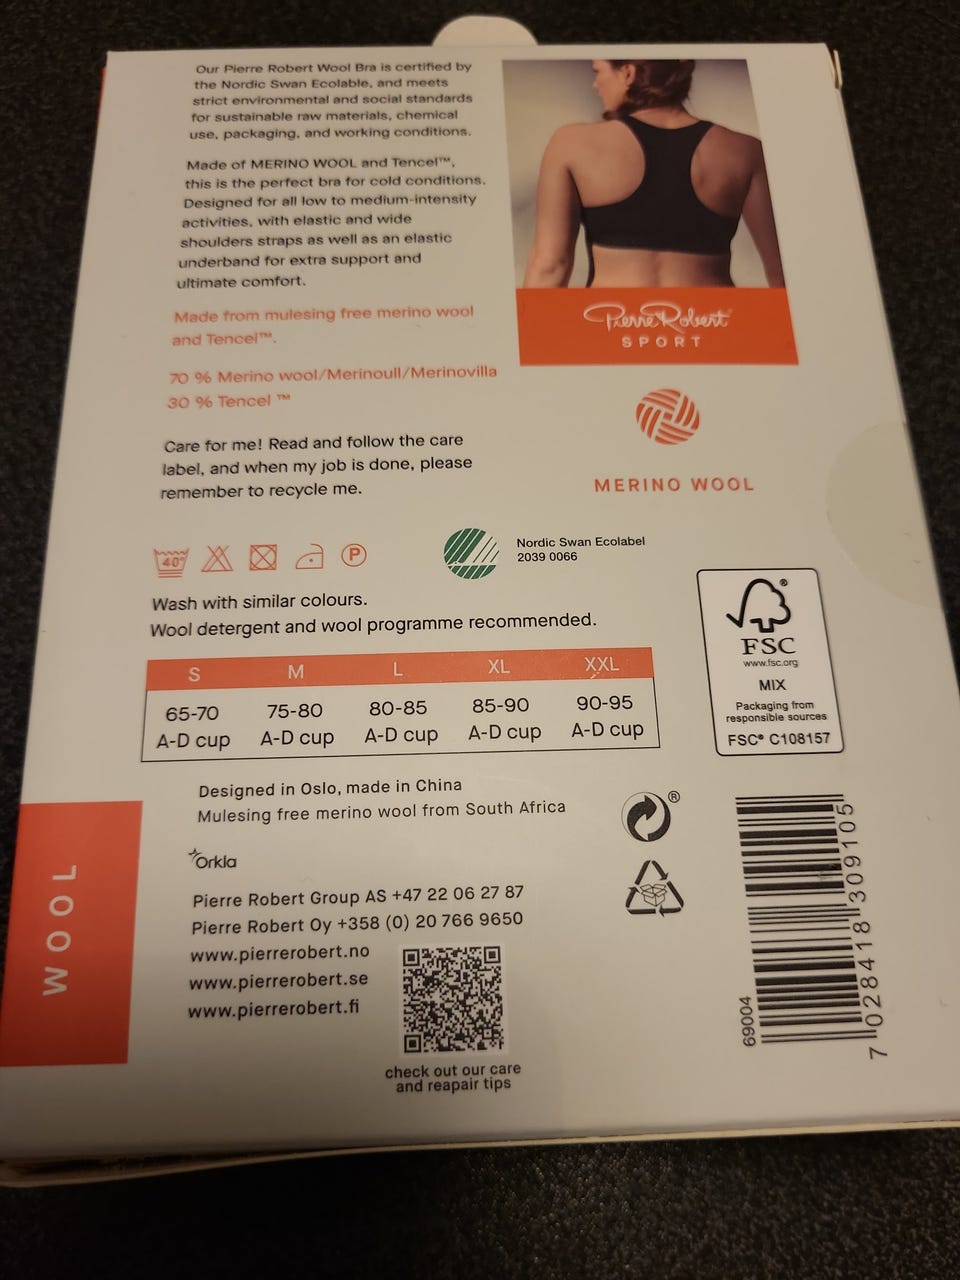 Our Pierre Robert Wool Bra is certified by
the Nordic Swan Ecolable, and meets
strict environmental and social standards
for sustainable raw materials, chemical
use, packaging, and working conditions.
Made of MERINO WOOL and Tencel™,
this is the perfect bra for cold conditions.
Designed for all low to medium-intensity
activities, with elastic and wide
shoulders straps as well as an elastic
underband for extra support and
ultimate comfort.
Made from mulesing free merino wool
and Tencel™.
70 % Merino wool/Merinoull/Merinovilla
30 % Tencel ™
Care for me! Read and follow the care
label, and when my job is done, please
remember to recycle me.
Pierre Robert
SPORT
MERINO WOOL
40°
P
Nordic Swan Ecolabel
2039 0066
Wash with similar colours.
Wool detergent and wool programme recommended.
S M L XL XXL
65-70 75-80 80-85 85-90 90-95
A-D cup A-D cup A-D cup A-D cup A-D cup
®
FSC
www.fsc.org
MIX
Packaging from
responsible sources
FSC® C108157
Designed in Oslo, made in China
Mulesing free merino wool from South Africa
®
Orkla
Pierre Robert Group AS +47 22 06 27 87
Pierre Robert Oy +358 (0) 20 766 9650
www.pierrerobert.no
www.pierrerobert.se
www.pierrerobert.fi
check out our care
and reapair tips
WOOL
69004
7 028418 309105